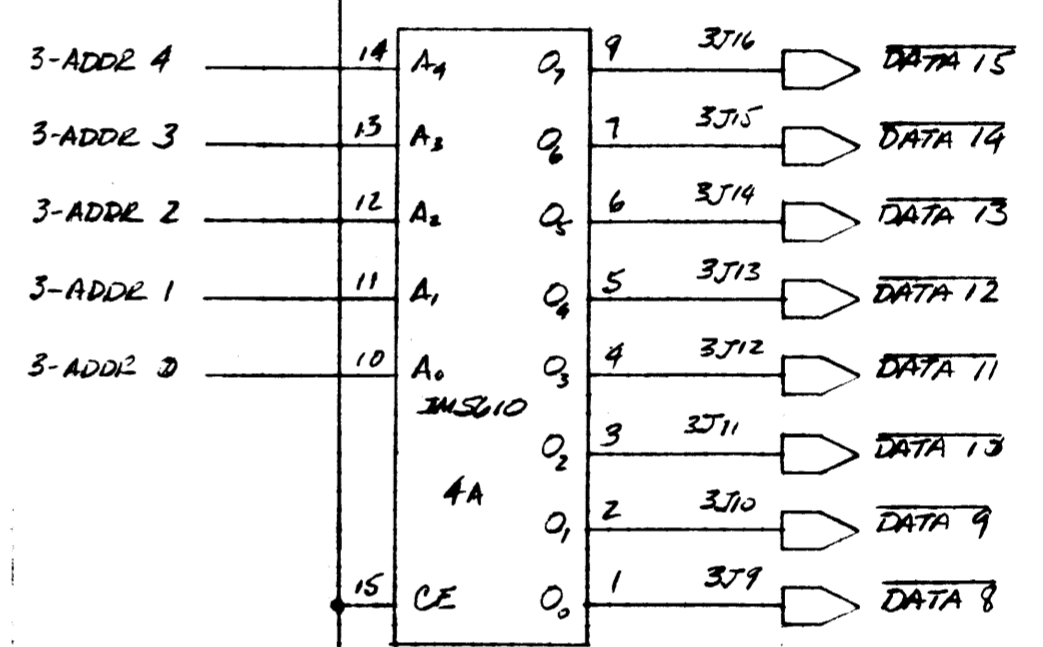 3-ADDR 4 14 A4 O7 9 3J16 DATA 15
3-ADDR 3 13 A3 O6 7 3J15 DATA 14
3-ADDR 2 12 A2 O5 6 3J14 DATA 13
3-ADDR 1 11 A1 O4 5 3J13 DATA 12
3-ADDR 0 10 A0 O3 4 3J12 DATA 11
IM5610
O2 3 3J11 DATA 10
4A
O1 2 3J10 DATA 9
15 CE O0 1 3J9 DATA 8